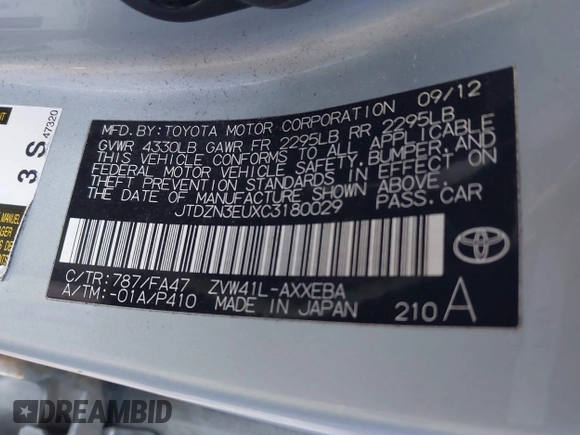 47320
3 S
MFD. BY: TOYOTA MOTOR CORPORATION 09/12
GVWR 4330LB GAWR FR 2295LB RR 2295LB
THIS VEHICLE CONFORMS TO ALL APPLICABLE
FEDERAL MOTOR VEHICLE SAFETY, BUMPER, AND
THEFT PREVENTION STANDARDS IN EFFECT ON
THE DATE OF MANUFACTURE SHOWN ABOVE.
JTDZN3EUXC3180029 PASS.CAR
C/TR:787/FA47 ZVW41L-AXXEBA
A/TM:-01A/P410 MADE IN JAPAN
210 A
TOYOTA
DREAMBID